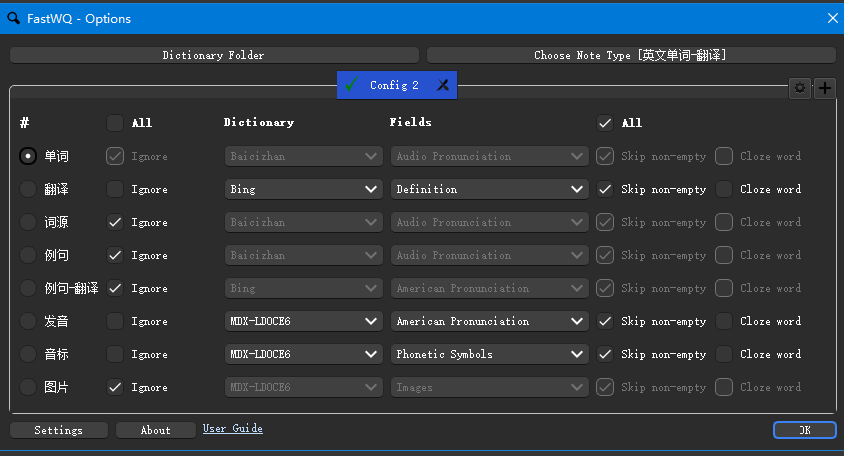 FastWQ - Options
Dictionary Folder Choose Note Type [英文单词-翻译]
Config 2
# All Dictionary Fields All
单词 Ignore Baicizhan Audio Pronunciation Skip non-empty Cloze word
翻译 Ignore Bing Definition Skip non-empty Cloze word
词源 Ignore Baicizhan Audio Pronunciation Skip non-empty Cloze word
例句 Ignore Baicizhan Audio Pronunciation Skip non-empty Cloze word
例句-翻译 Ignore Bing American Pronunciation Skip non-empty Cloze word
发音 Ignore MDX-LDOCE6 American Pronunciation Skip non-empty Cloze word
音标 Ignore MDX-LDOCE6 Phonetic Symbols Skip non-empty Cloze word
图片 Ignore MDX-LDOCE6 Images Skip non-empty Cloze word
Settings About User Guide OK